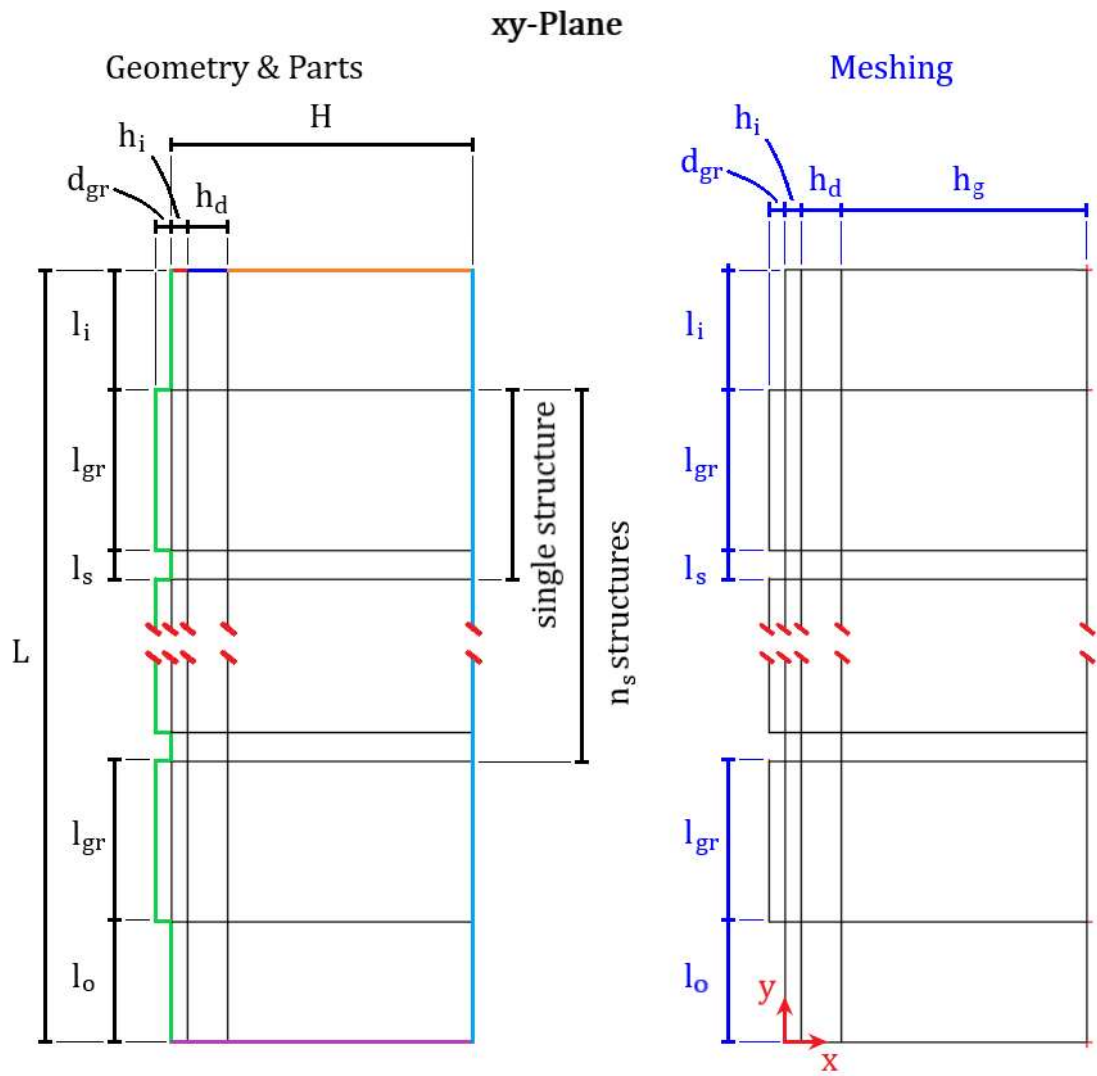 xy-Plane
Geometry & Parts
Meshing
H
h_i
d_gr
h_d
h_i
d_gr
h_d
h_g
l_i
l_gr
l_s
L
l_gr
l_o
single structure
n_s structures
l_i
l_gr
l_s
l_gr
l_o
y
x